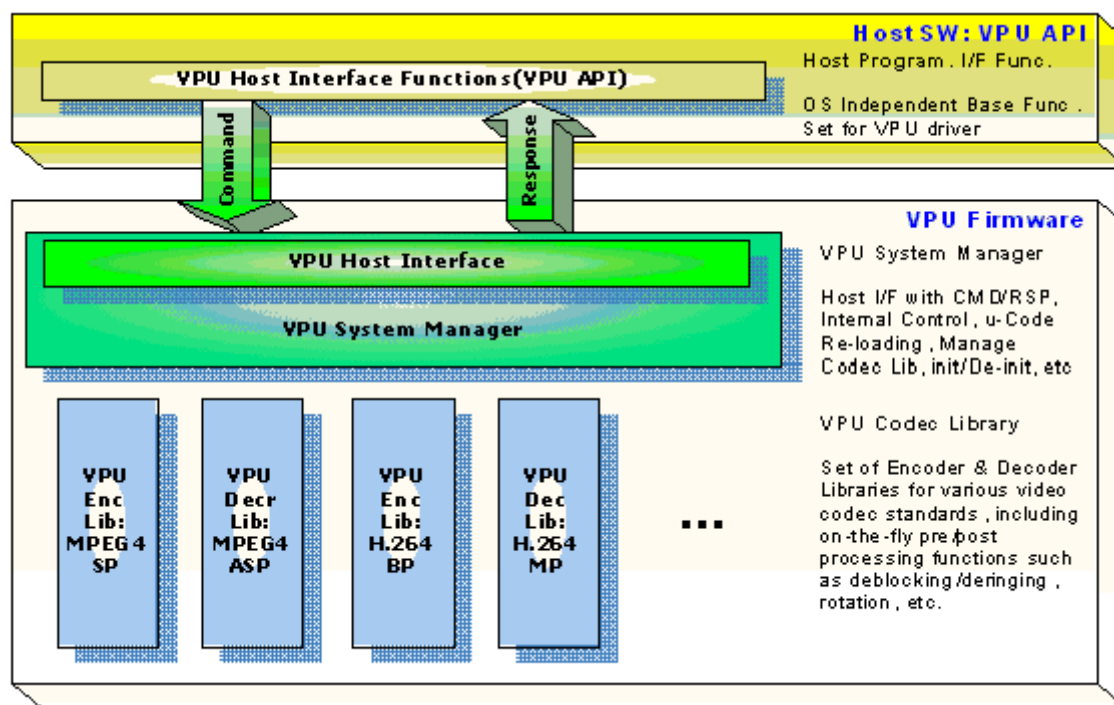 HostSW: VPU API
VPU Host Interface Functions(VPU API)
Host Program. I/F Func.
OS Independent Base Func.
Set for VPU driver
Command
Response
VPU Firmware
VPU Host Interface
VPU System Manager
VPU System Manager
Host I/F with CMD/RSP,
Internal Control, u-Code
Re-loading, Manage
Codec Lib, init/De-init, etc
VPU
Enc
Lib:
MPEG4
SP
VPU
Decr
Lib:
MPEG4
ASP
VPU
Enc
Lib:
H.264
BP
VPU
Dec
Lib:
H.264
MP
...
VPU Codec Library
Set of Encoder & Decoder
Libraries for various video
codec standards, including
on-the-fly pre/post
processing functions such
as deblocking/deringing,
rotation, etc.